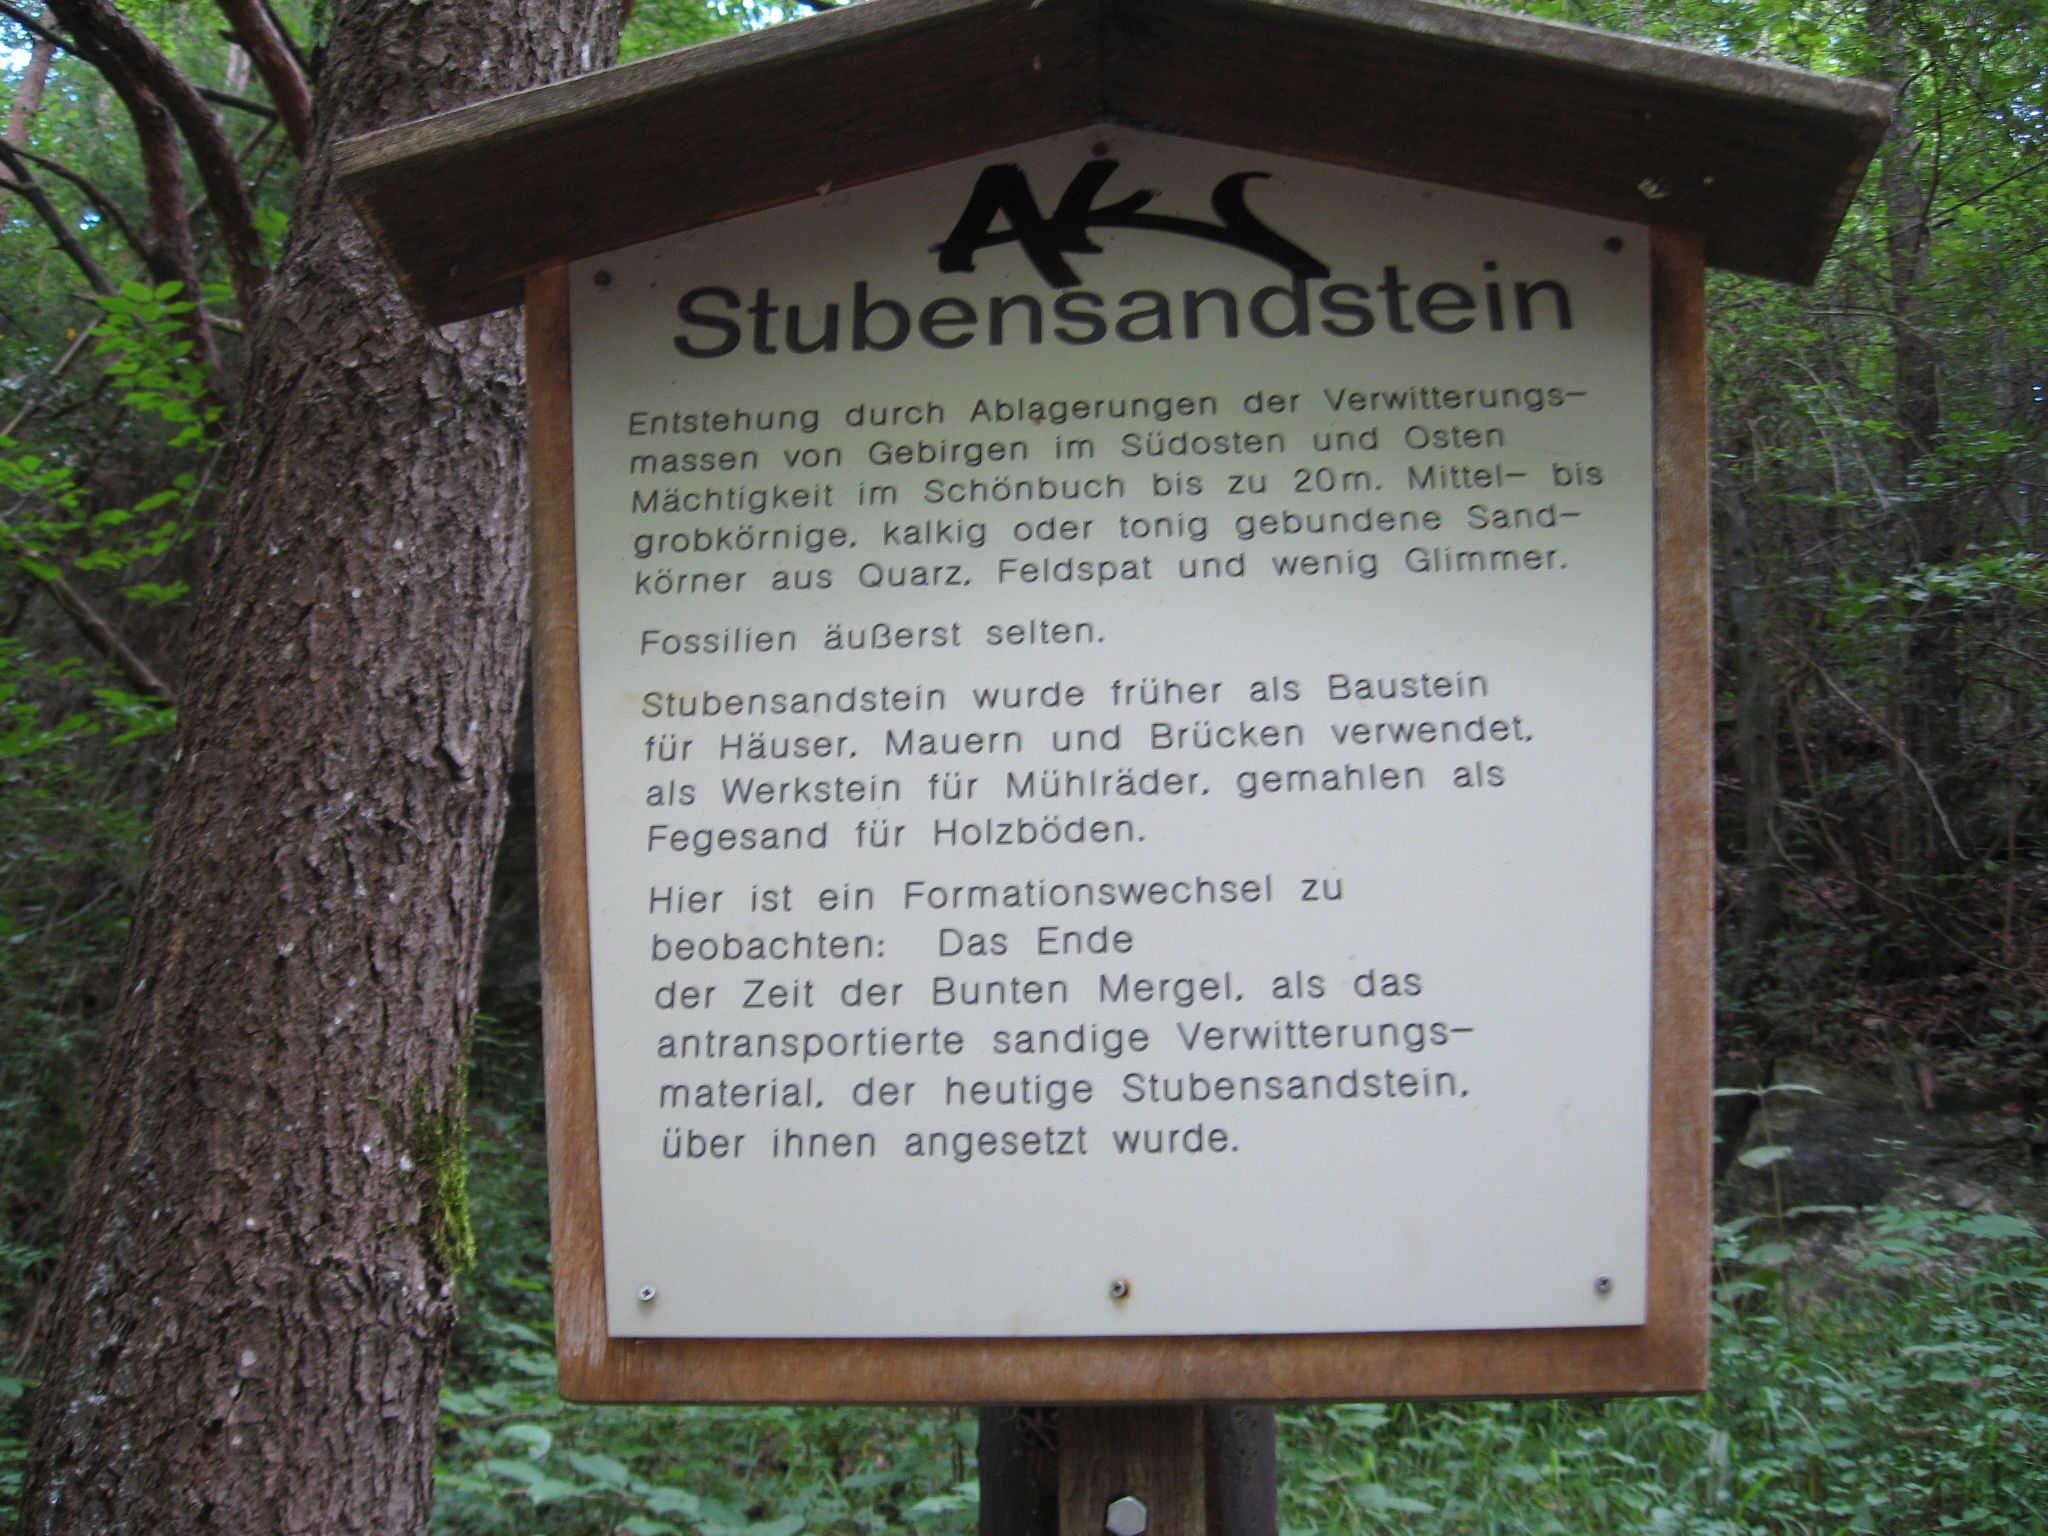 AKS
Stubensandstein
Entstehung durch Ablagerungen der Verwitterungs-
massen von Gebirgen im Südosten und Osten
Mächtigkeit im Schönbuch bis zu 20m. Mittel- bis
grobkörnige, kalkig oder tonig gebundene Sand-
körner aus Quarz, Feldspat und wenig Glimmer.
Fossilien äußerst selten.
Stubensandstein wurde früher als Baustein
für Häuser, Mauern und Brücken verwendet,
als Werkstein für Mühlräder, gemahlen als
Fegesand für Holzböden.
Hier ist ein Formationswechsel zu
beobachten: Das Ende
der Zeit der Bunten Mergel, als das
antransportierte sandige Verwitterungs-
material, der heutige Stubensandstein,
über ihnen angesetzt wurde.